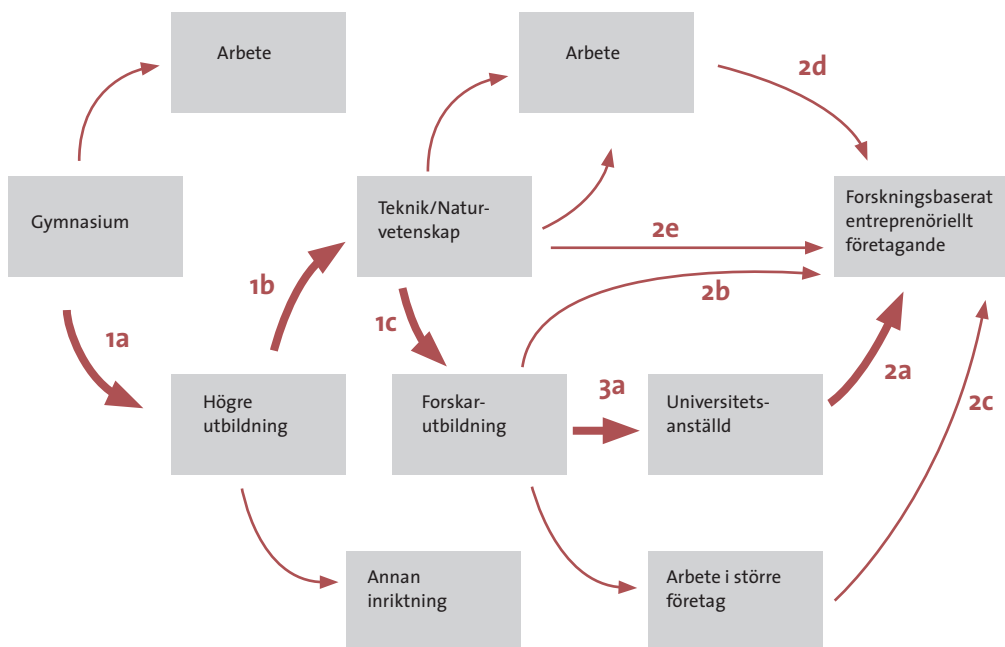 Arbete
Arbete
2d
Gymnasium
Teknik/Natur-
vetenskap
Forskningsbaserat
entreprenöriellt
företagande
2e
1b
2b
1a
1c
3a
2a
2c
Högre
utbildning
Forskar-
utbildning
Universitets-
anställd
Annan
inriktning
Arbete i större
företag